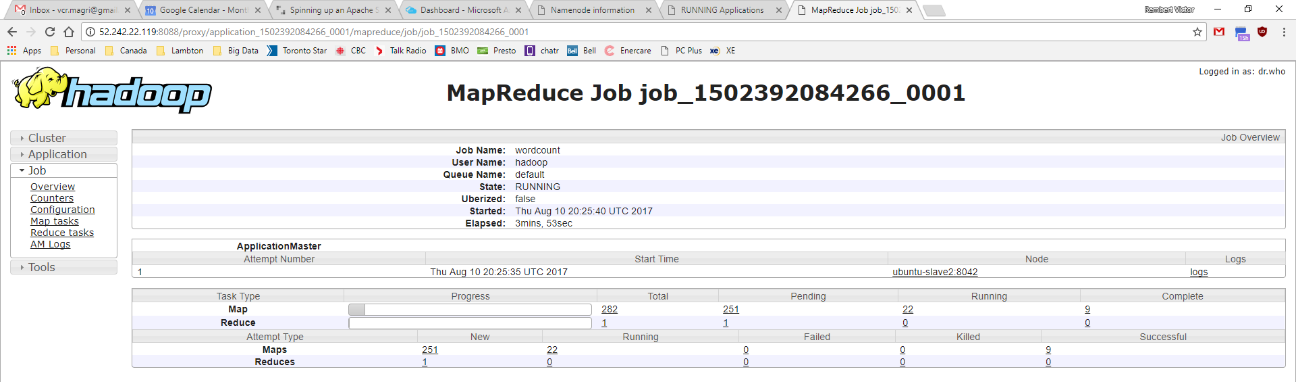 Inbox - vcr.magri@gmail
Google Calendar - Mont
Spinning up an Apache S
Dashboard - Microsoft A
Namenode information
RUNNING Applications
MapReduce Job job_150
Rembert Victor
52.242.22.119:8088/proxy/application_1502392084266_0001/mapreduce/job/job_1502392084266_0001
Apps Personal Canada Lambton Big Data Toronto Star CBC Talk Radio BMO Presto chatr Bell Enercare PC Plus XE
Logged in as: dr.who
hadoop
MapReduce Job job_1502392084266_0001
Cluster
Application
Job
Overview
Counters
Configuration
Map tasks
Reduce tasks
AM Logs
Tools
Job Overview
Job Name: wordcount
User Name: hadoop
Queue Name: default
State: RUNNING
Uberized: false
Started: Thu Aug 10 20:25:40 UTC 2017
Elapsed: 3mins, 53sec
ApplicationMaster
Attempt Number Start Time Node Logs
1 Thu Aug 10 20:25:35 UTC 2017 ubuntu-slave2:8042 logs
Task Type Progress Total Pending Running Complete
Map 282 251 22 9
Reduce 1 1 0 0
Attempt Type New Running Failed Killed Successful
Maps 251 22 0 0 9
Reduces 1 0 0 0 0